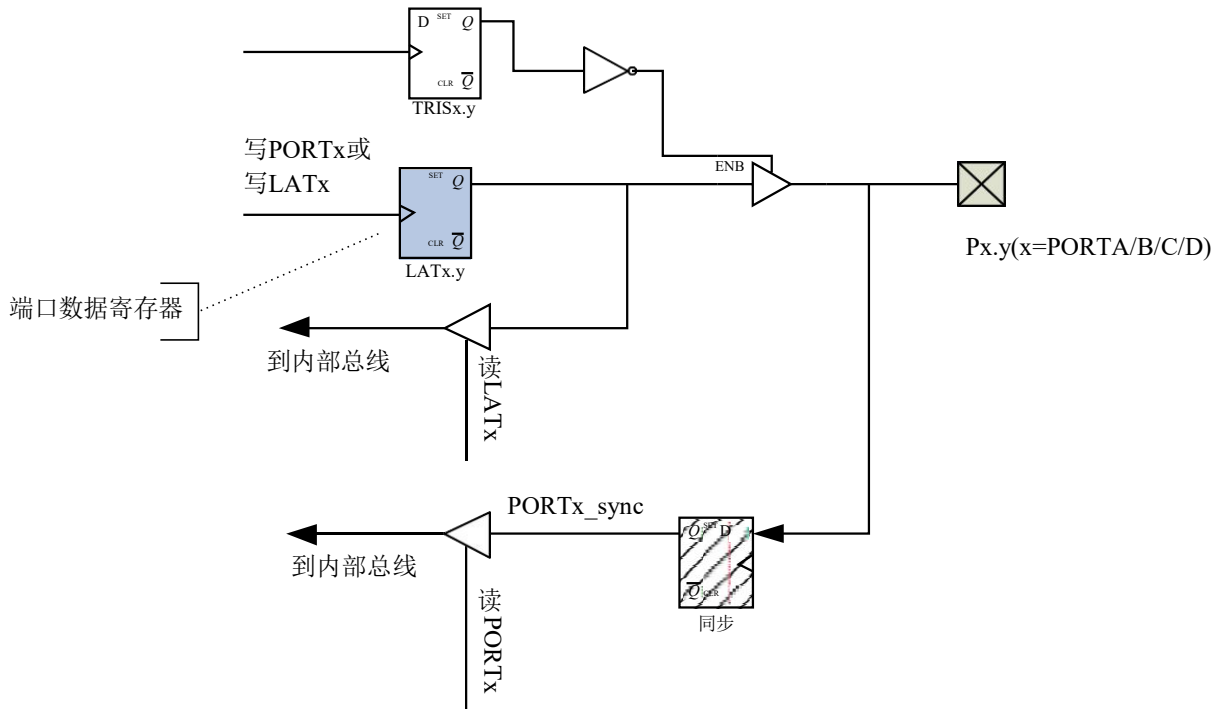 D SET Q
CLR Q
TRISx.y
写PORTx或
写LATx
ENB
SET Q
CLR Q
LATx.y
Px.y(x=PORTA/B/C/D)
端口数据寄存器
到内部总线
读LATx
PORTx_sync
到内部总线
读PORTx
Q SET D
Q CLR
同步